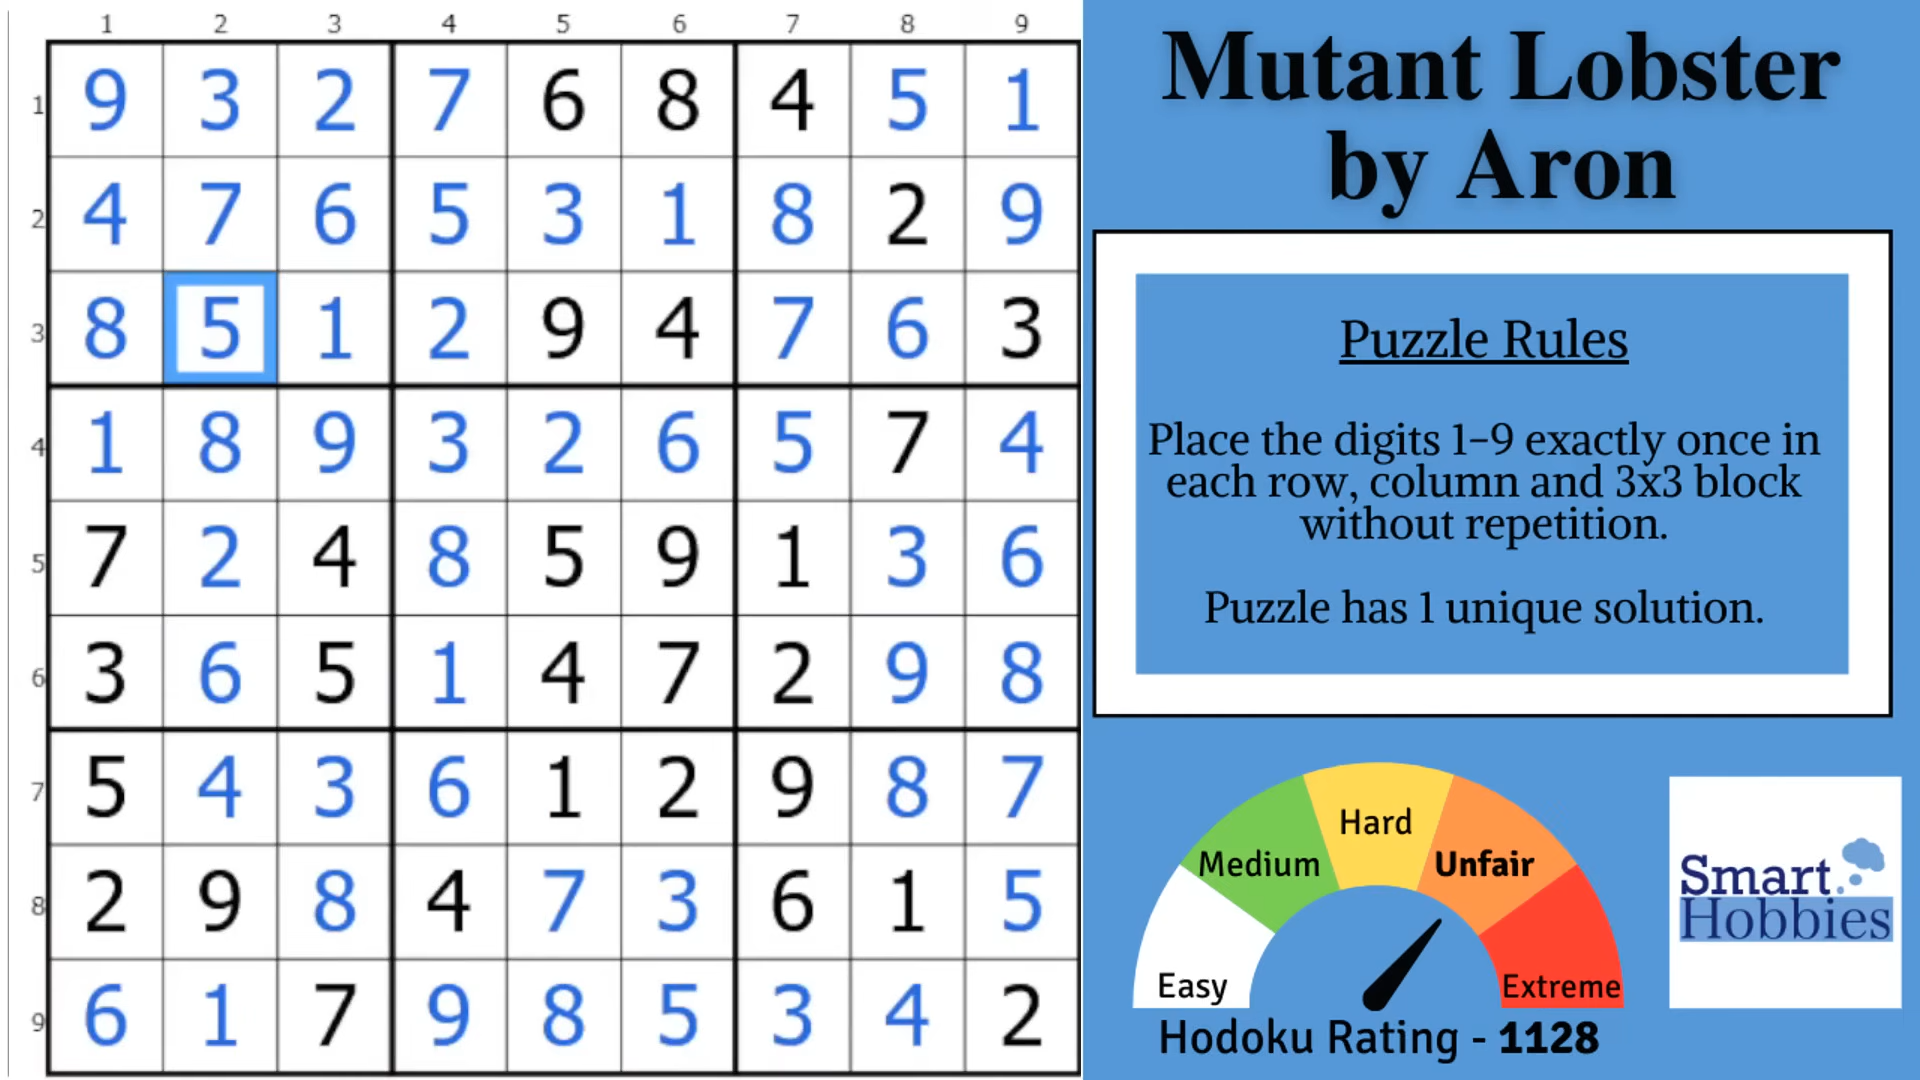 1 2 3 4 5 6 7 8 9
1 9 3 2 7 6 8 4 5 1
2 4 7 6 5 3 1 8 2 9
3 8 5 1 2 9 4 7 6 3
4 1 8 9 3 2 6 5 7 4
5 7 2 4 8 5 9 1 3 6
6 3 6 5 1 4 7 2 9 8
7 5 4 3 6 1 2 9 8 7
8 2 9 8 4 7 3 6 1 5
9 6 1 7 9 8 5 3 4 2
Mutant Lobster
by Aron
Puzzle Rules
Place the digits 1-9 exactly once in
each row, column and 3x3 block
without repetition.
Puzzle has 1 unique solution.
Easy
Medium
Hard
Unfair
Extreme
Hodoku Rating - 1128
Smart
Hobbies